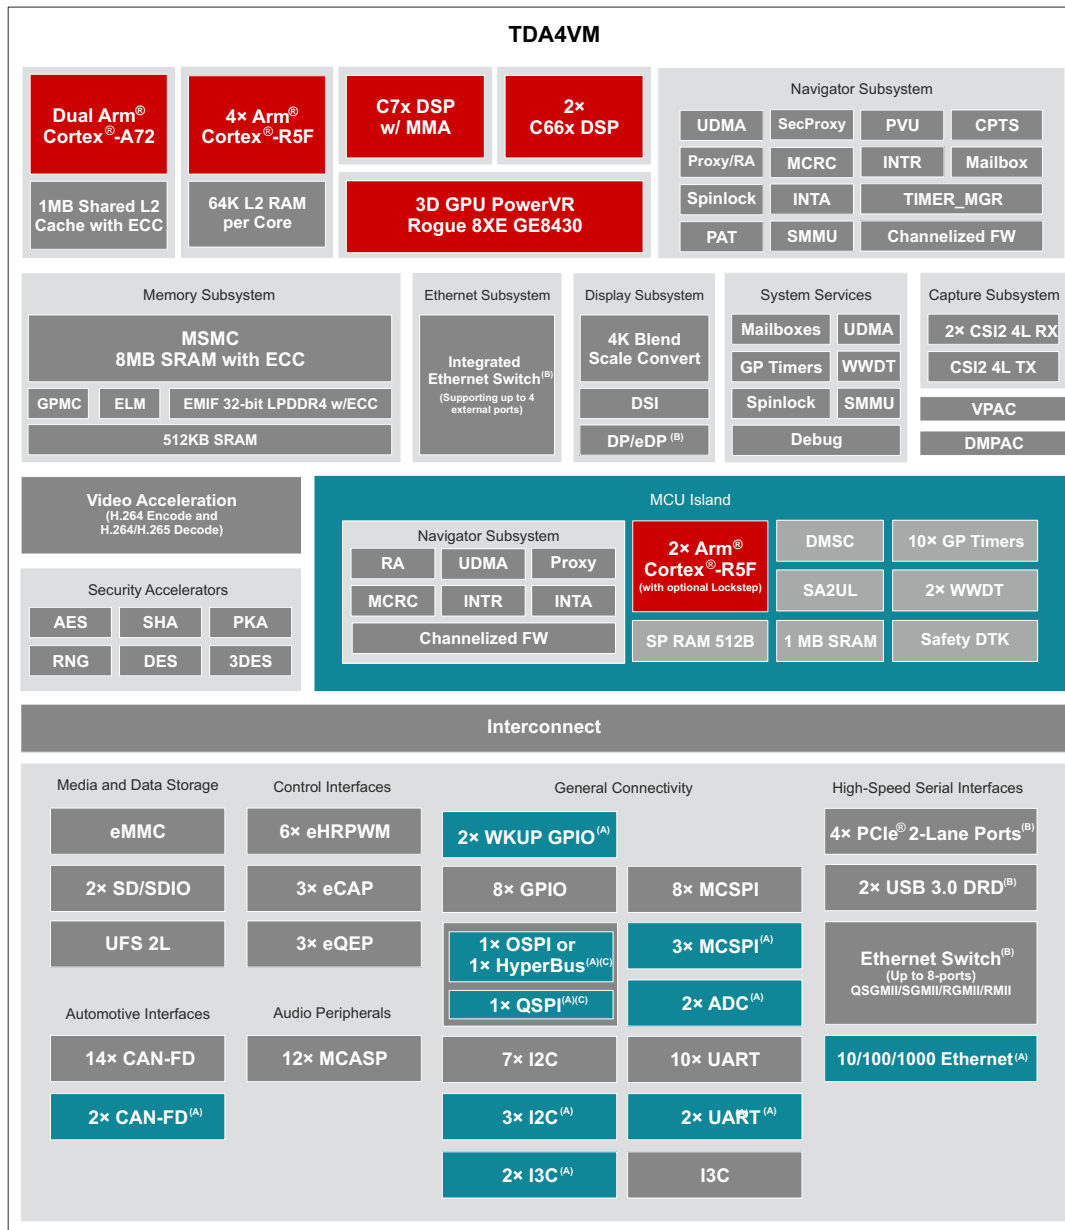 TDA4VM
Dual Arm®
Cortex®-A72
1MB Shared L2
Cache with ECC
4× Arm®
Cortex®-R5F
64K L2 RAM
per Core
C7x DSP
w/ MMA
2×
C66x DSP
3D GPU PowerVR
Rogue 8XE GE8430
Navigator Subsystem
UDMA
SecProxy
PVU
CPTS
Proxy/RA
MCRC
INTR
Mailbox
Spinlock
INTA
TIMER_MGR
PAT
SMMU
Channelized FW
Memory Subsystem
MSMC
8MB SRAM with ECC
GPMC
ELM
EMIF 32-bit LPDDR4 w/ECC
512KB SRAM
Ethernet Subsystem
Integrated
Ethernet Switch(B)
(Supporting up to 4
external ports)
Display Subsystem
4K Blend
Scale Convert
DSI
DP/eDP (B)
System Services
Mailboxes
UDMA
GP Timers
WWDT
Spinlock
SMMU
Debug
Capture Subsystem
2× CSI2 4L RX
CSI2 4L TX
VPAC
DMPAC
Video Acceleration
(H.264 Encode and
H.264/H.265 Decode)
Security Accelerators
AES
SHA
PKA
RNG
DES
3DES
MCU Island
Navigator Subsystem
RA
UDMA
Proxy
MCRC
INTR
INTA
Channelized FW
2× Arm®
Cortex®-R5F
(with optional Lockstep)
DMSC
10× GP Timers
SA2UL
2× WWDT
SP RAM 512B
1 MB SRAM
Safety DTK
Interconnect
Media and Data Storage
eMMC
2× SD/SDIO
UFS 2L
Automotive Interfaces
14× CAN-FD
2× CAN-FD(A)
Control Interfaces
6× eHRPWM
3× eCAP
3× eQEP
Audio Peripherals
12× MCASP
General Connectivity
2× WKUP GPIO(A)
8× GPIO
8× MCSPI
1× OSPI or
1× HyperBus(A)(C)
1× QSPI(A)(C)
3× MCSPI(A)
2× ADC(A)
7× I2C
10× UART
3× I2C(A)
2× UART(A)
2× I3C(A)
I3C
High-Speed Serial Interfaces
4× PCIe® 2-Lane Ports(B)
2× USB 3.0 DRD(B)
Ethernet Switch(B)
(Up to 8-ports)
QSGMII/SGMII/RGMII/RMII
10/100/1000 Ethernet(A)